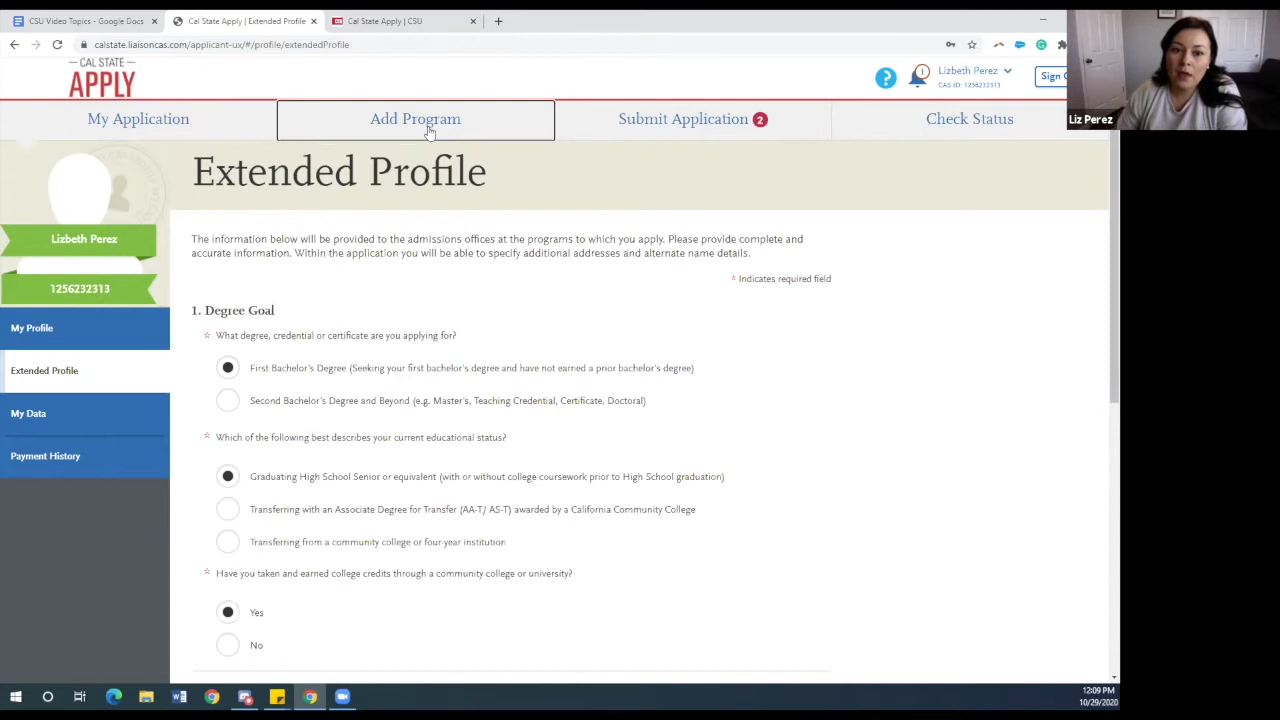 CSU Video Topics - Google Docs
Cal State Apply | Extended Profile
Cal State Apply | CSU
calstate.liaisoncas.com/applicant-ux/#/profile/extendedProfile
— CAL STATE —
APPLY
?
1
Lizbeth Perez
CAS ID: 1256232313
Sign
Liz Perez
My Application
Add Program
Submit Application 2
Check Status
Extended Profile
Lizbeth Perez
1256232313
My Profile
Extended Profile
My Data
Payment History
The information below will be provided to the admissions offices at the programs to which you apply. Please provide complete and
accurate information. Within the application you will be able to specify additional addresses and alternate name details.
* Indicates required field
1. Degree Goal
* What degree, credential or certificate are you applying for?
First Bachelor's Degree (Seeking your first bachelor's degree and have not earned a prior bachelor's degree)
Second Bachelor's Degree and Beyond (e.g. Master's, Teaching Credential, Certificate, Doctoral)
* Which of the following best describes your current educational status?
Graduating High School Senior or equivalent (with or without college coursework prior to High School graduation)
Transferring with an Associate Degree for Transfer (AA-T/ AS-T) awarded by a California Community College
Transferring from a community college or four-year institution
* Have you taken and earned college credits through a community college or university?
Yes
No
12:09 PM
10/29/2020